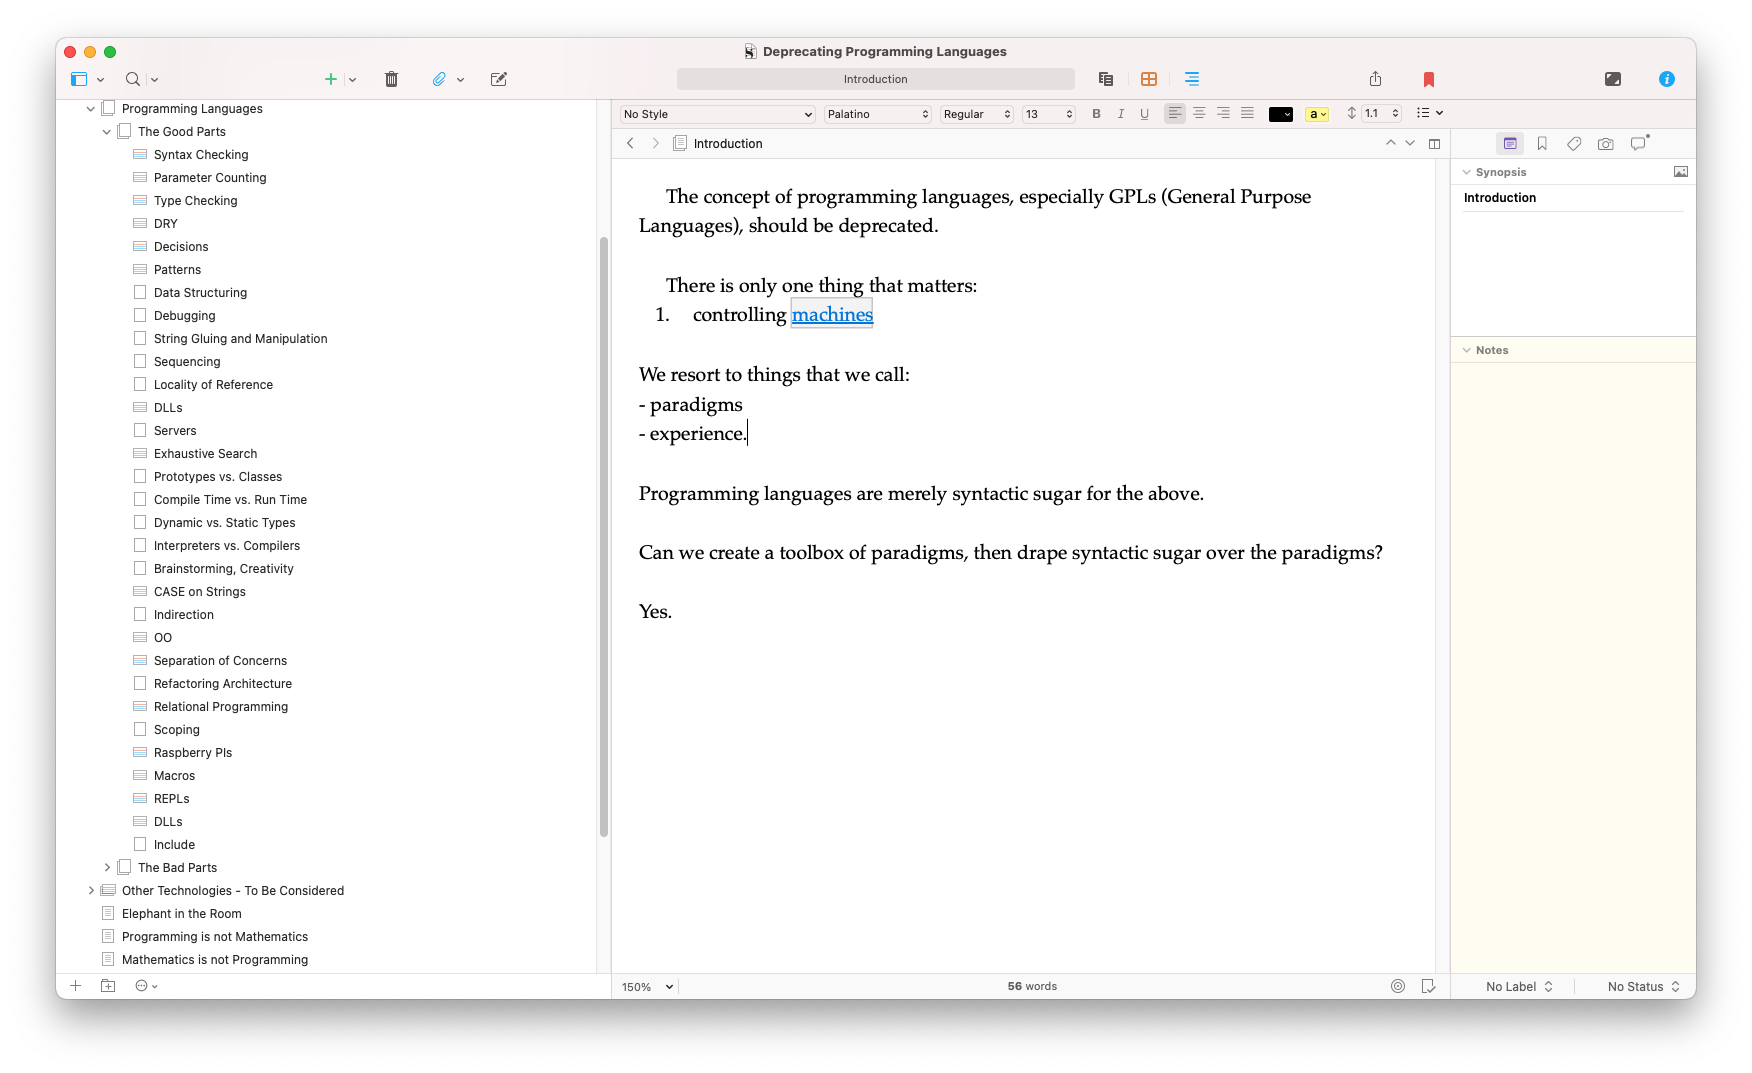 Deprecating Programming Languages
Introduction
Programming Languages
The Good Parts
Syntax Checking
Parameter Counting
Type Checking
DRY
Decisions
Patterns
Data Structuring
Debugging
String Gluing and Manipulation
Sequencing
Locality of Reference
DLLs
Servers
Exhaustive Search
Prototypes vs. Classes
Compile Time vs. Run Time
Dynamic vs. Static Types
Interpreters vs. Compilers
Brainstorming, Creativity
CASE on Strings
Indirection
OO
Separation of Concerns
Refactoring Architecture
Relational Programming
Scoping
Raspberry PIs
Macros
REPLs
DLLs
Include
The Bad Parts
Other Technologies - To Be Considered
Elephant in the Room
Programming is not Mathematics
Mathematics is not Programming
No Style Palatino Regular 13 B I U a 1.1
Introduction
The concept of programming languages, especially GPLs (General Purpose
Languages), should be deprecated.
There is only one thing that matters:
1. controlling machines
We resort to things that we call:
- paradigms
- experience.
Programming languages are merely syntactic sugar for the above.
Can we create a toolbox of paradigms, then drape syntactic sugar over the paradigms?
Yes.
150% 56 words
Synopsis
Introduction
Notes
No Label No Status